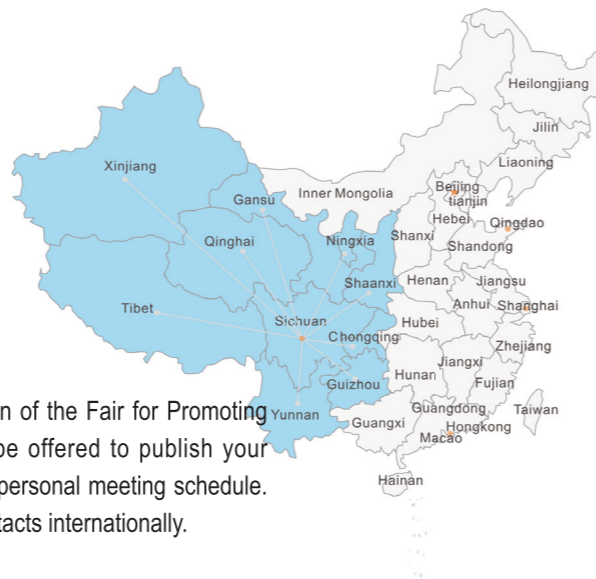 Heilongjiang
Jilin
Liaoning
Xinjiang
Inner Mongolia
Beijing
tianjin
Gansu
Hebei
Qingdao
Qinghai
Ningxia
Shanxi
Shandong
Shaanxi
Henan
Jiangsu
Tibet
Anhui
Shanghai
Sichuan
Hubei
Chongqing
Zhejiang
Jiangxi
Hunan
Guizhou
Fujian
n of the Fair for Promoting
Yunnan
Guangdong
Taiwan
Guangxi
Hongkong
Macao
be offered to publish your
personal meeting schedule.
Hainan
tacts internationally.